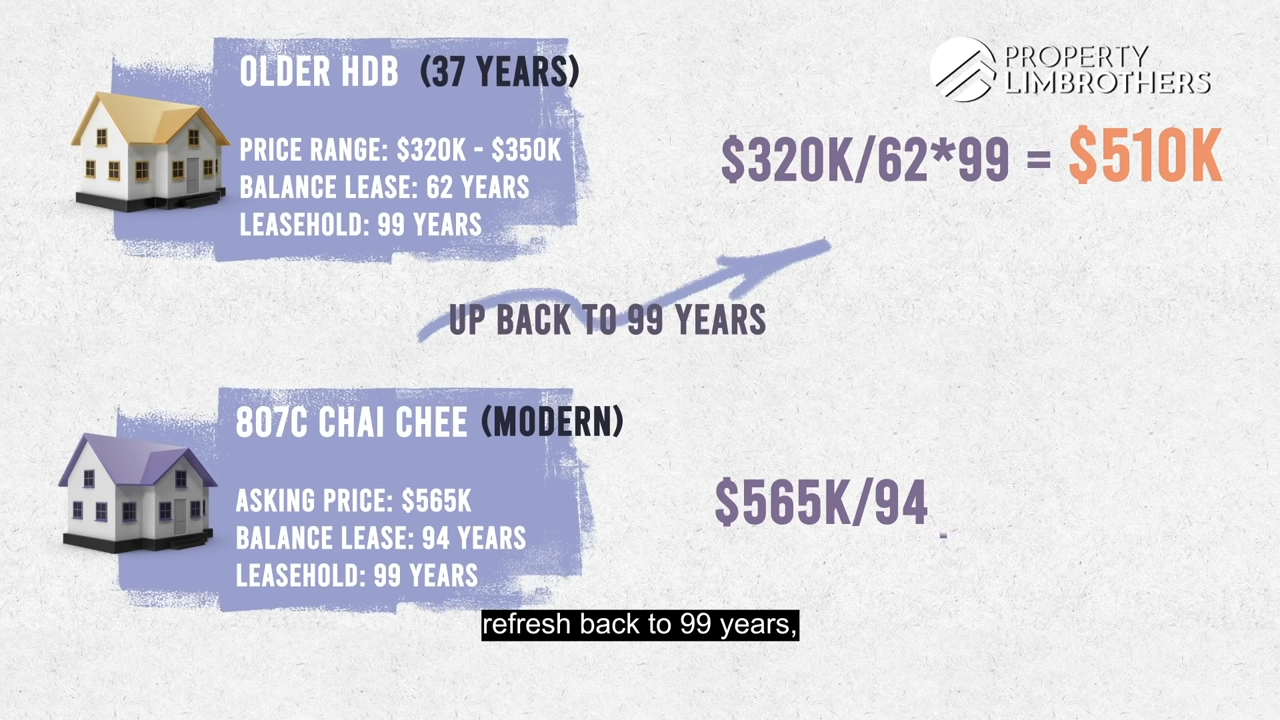 OLDER HDB (37 YEARS)
PRICE RANGE: $320K - $350K
BALANCE LEASE: 62 YEARS
LEASEHOLD: 99 YEARS
PROPERTY
LIMBROTHERS
$320K/62*99 = $510K
UP BACK TO 99 YEARS
807C CHAI CHEE (MODERN)
ASKING PRICE: $565K
BALANCE LEASE: 94 YEARS
LEASEHOLD: 99 YEARS
$565K/94
refresh back to 99 years,